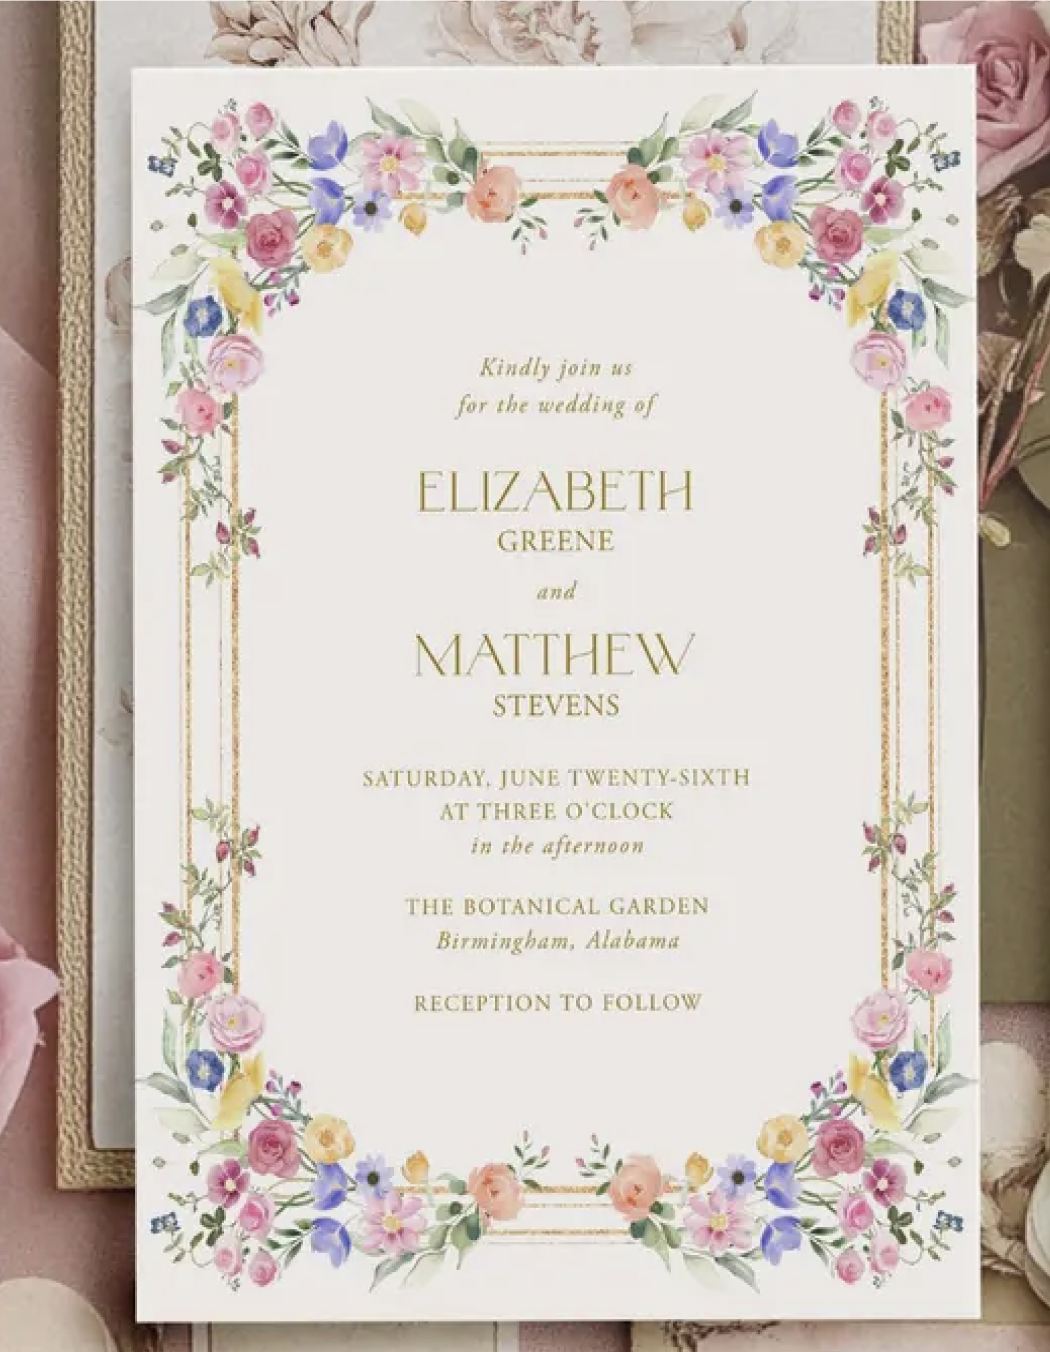 Kindly join us
for the wedding of
ELIZABETH
GREENE
and
MATTHEW
STEVENS
SATURDAY, JUNE TWENTY-SIXTH
AT THREE O'CLOCK
in the afternoon
THE BOTANICAL GARDEN
Birmingham, Alabama
RECEPTION TO FOLLOW